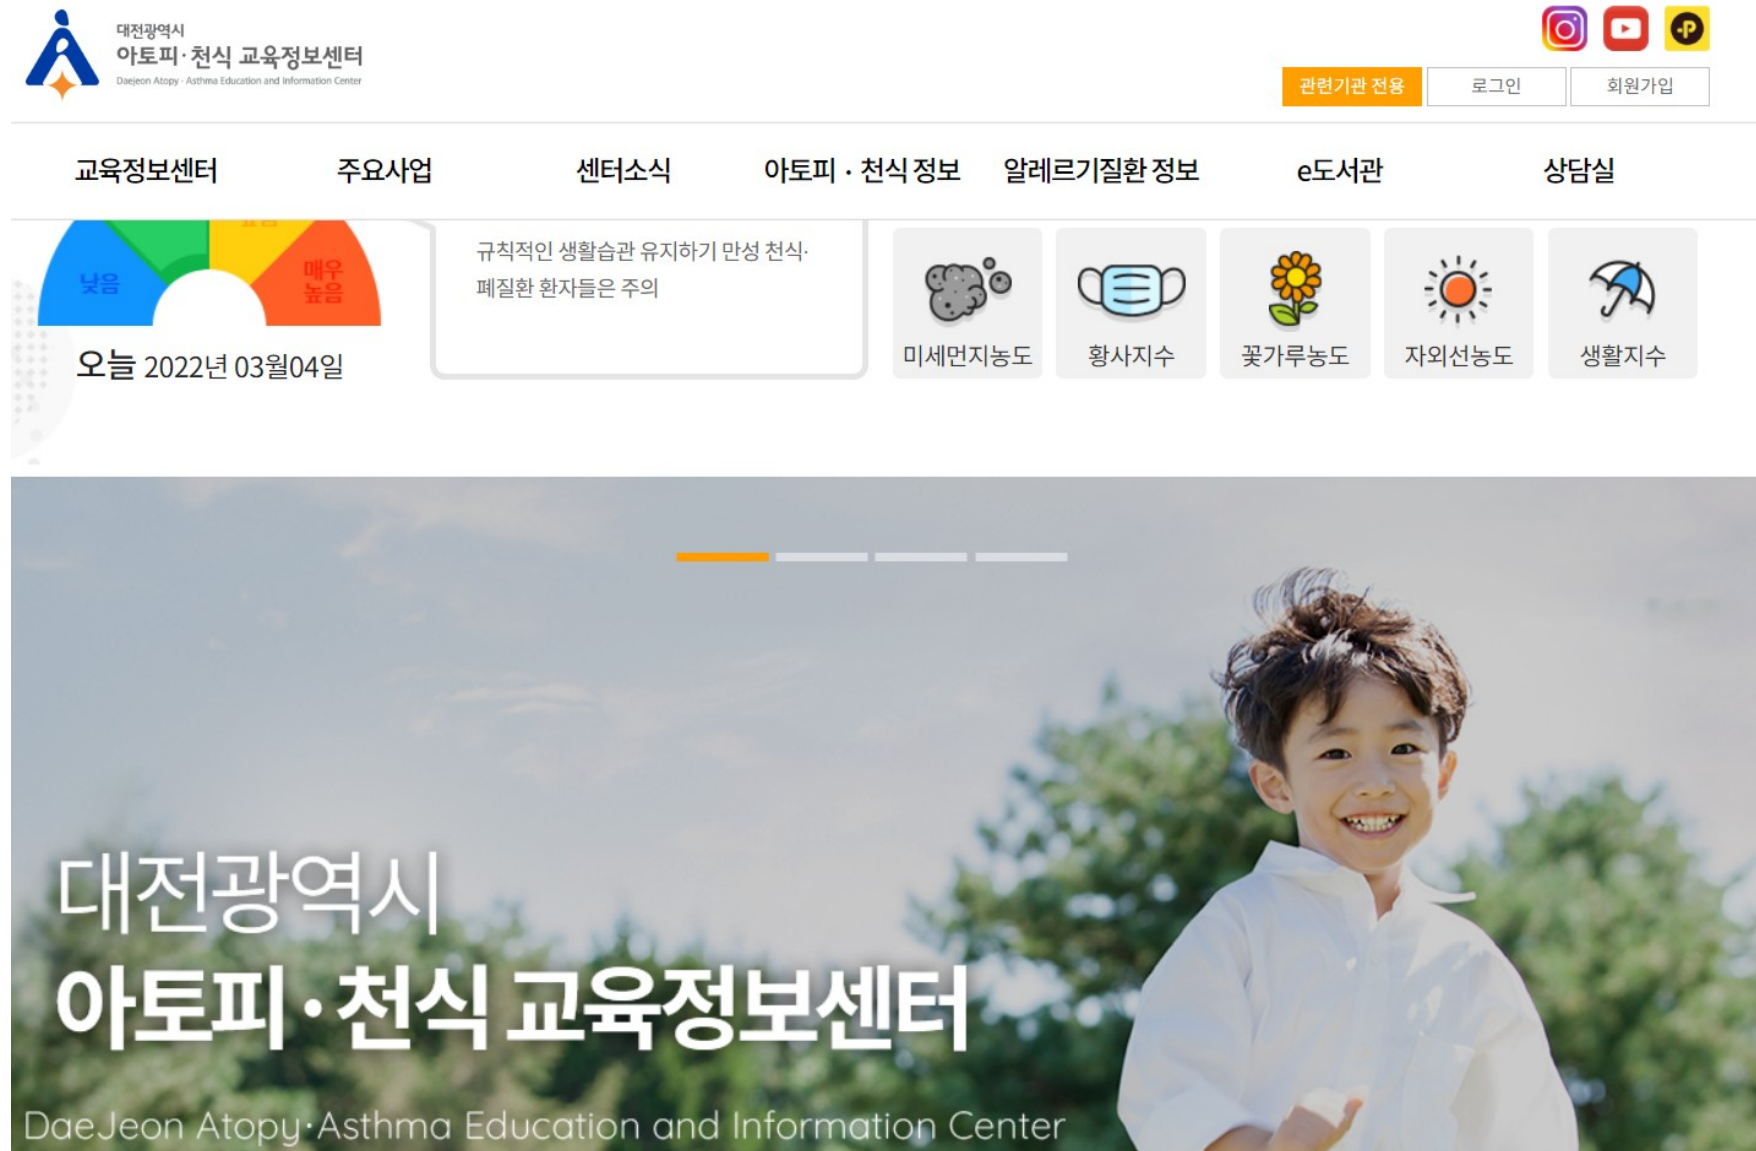 대전광역시
아토피·천식 교육정보센터
Daejeon Atopy · Asthma Education and Information Center
관련기관 전용
로그인
회원가입
교육정보센터
주요사업
센터소식
아토피 · 천식 정보
알레르기질환 정보
e도서관
상담실
낮음
매우
높음
오늘 2022년 03월04일
규칙적인 생활습관 유지하기 만성 천식·
폐질환 환자들은 주의
미세먼지농도
황사지수
꽃가루농도
자외선농도
생활지수
대전광역시
아토피·천식 교육정보센터
DaeJeon Atopy·Asthma Education and Information Center